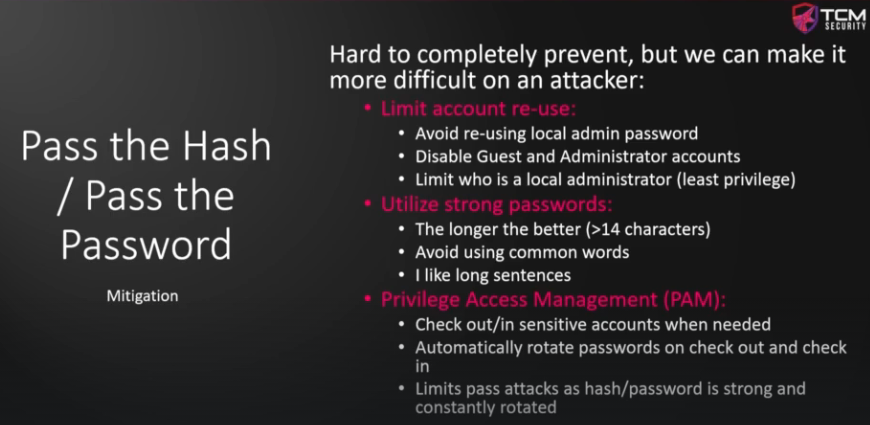 TCM
SECURITY
Pass the Hash
/ Pass the
Password
Mitigation
Hard to completely prevent, but we can make it
more difficult on an attacker:
• Limit account re-use:
• Avoid re-using local admin password
• Disable Guest and Administrator accounts
• Limit who is a local administrator (least privilege)
• Utilize strong passwords:
• The longer the better (>14 characters)
• Avoid using common words
• I like long sentences
• Privilege Access Management (PAM):
• Check out/in sensitive accounts when needed
• Automatically rotate passwords on check out and check
in
• Limits pass attacks as hash/password is strong and
constantly rotated